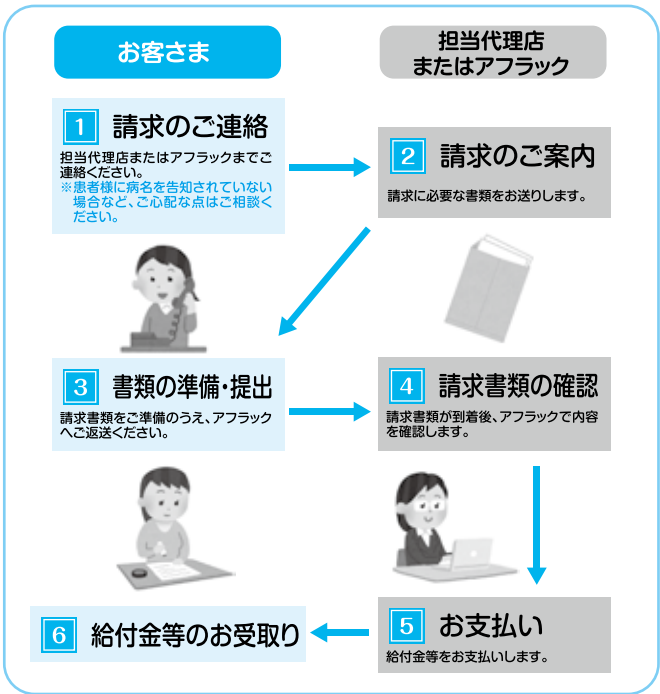 お客さま
担当代理店
またはアフラック
1 請求のご連絡
担当代理店またはアフラックまでご
連絡ください。
※患者様に病名を告知されていない
場合など、ご心配な点はご相談く
ださい。
2 請求のご案内
請求に必要な書類をお送りします。
3 書類の準備・提出
請求書類をご準備のうえ、アフラック
へご返送ください。
4 請求書類の確認
請求書類が到着後、アフラックで内容
を確認します。
5 お支払い
給付金等をお支払いします。
6 給付金等のお受取り